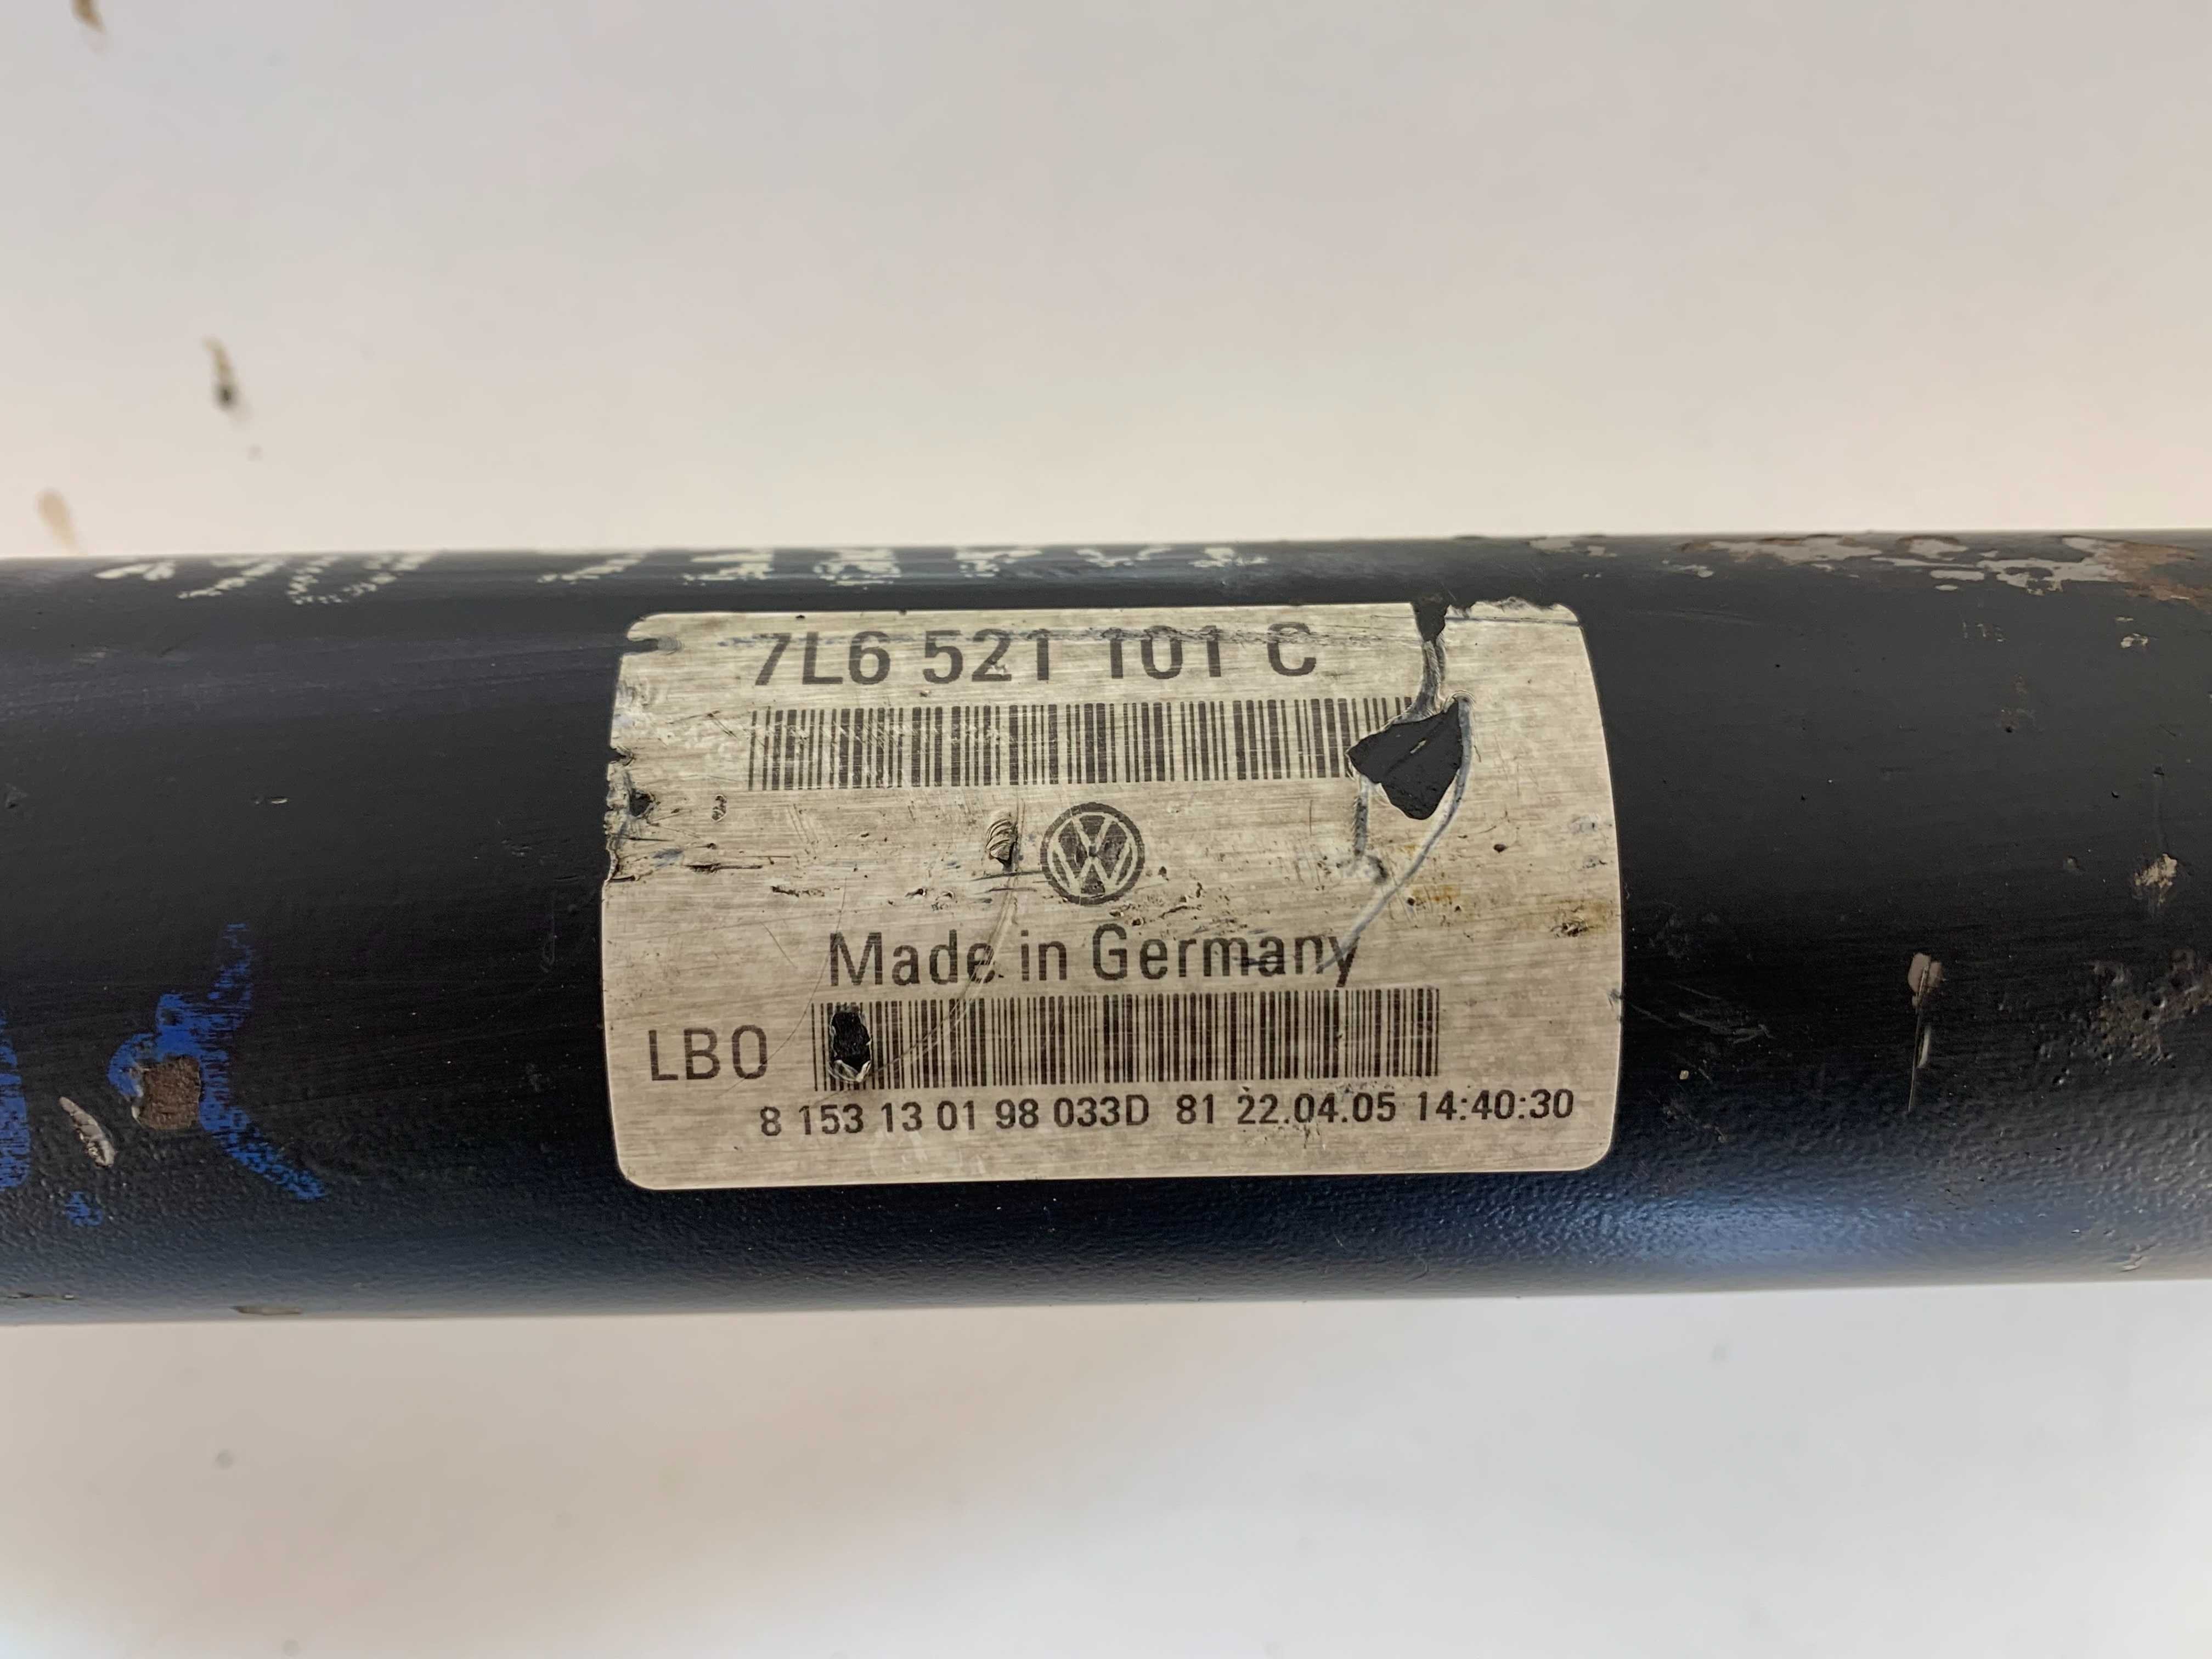 7L6 521 101 C
Made in Germany
LBO
8 153 13 01 98 033D 81 22.04.05 14:40:30